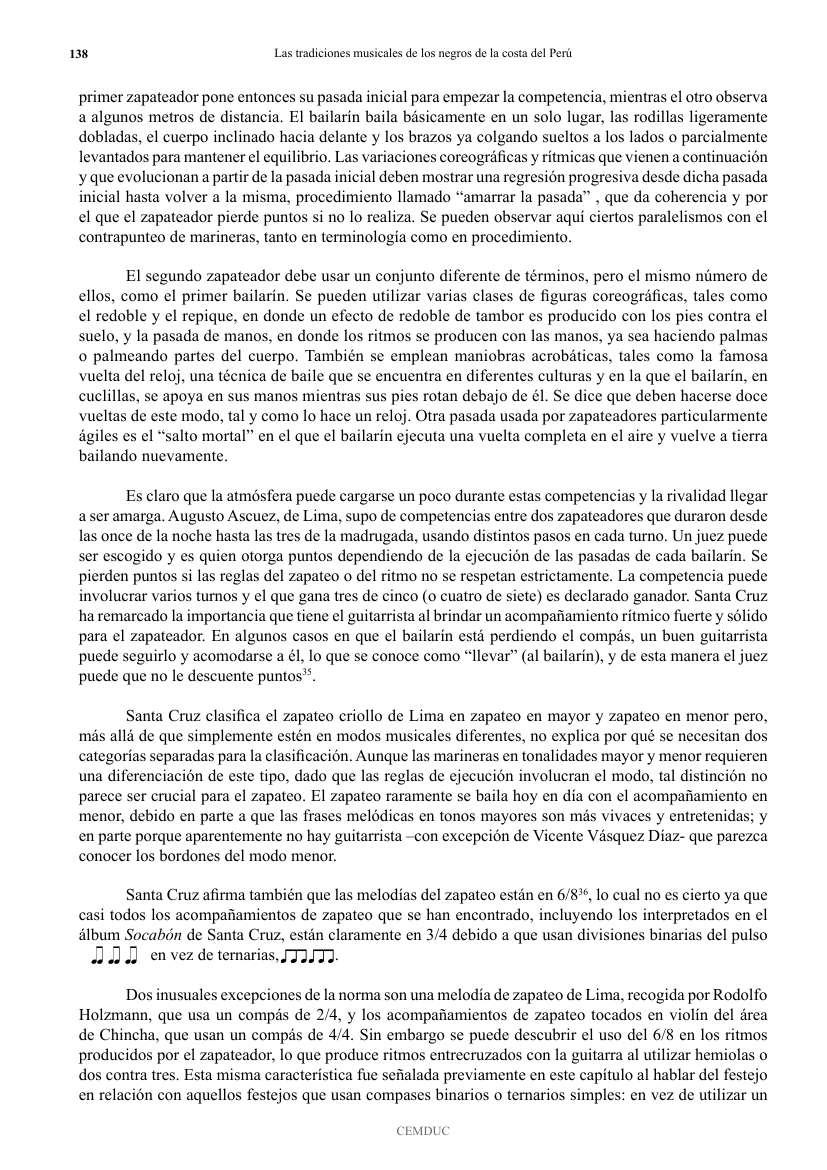 138
Las tradiciones musicales de los negros de la costa del Perú
primer zapateador pone entonces su pasada inicial para empezar la competencia, mientras el otro observa
a algunos metros de distancia. El bailarín baila básicamente en un solo lugar, las rodillas ligeramente
dobladas, el cuerpo inclinado hacia delante y los brazos ya colgando sueltos a los lados o parcialmente
levantados para mantener el equilibrio. Las variaciones coreográficas y rítmicas que vienen a continuación
y que evolucionan a partir de la pasada inicial deben mostrar una regresión progresiva desde dicha pasada
inicial hasta volver a la misma, procedimiento llamado “amarrar la pasada” , que da coherencia y por
el que el zapateador pierde puntos si no lo realiza. Se pueden observar aquí ciertos paralelismos con el
contrapunteo de marineras, tanto en terminología como en procedimiento.
El segundo zapateador debe usar un conjunto diferente de términos, pero el mismo número de
ellos, como el primer bailarín. Se pueden utilizar varias clases de figuras coreográficas, tales como
el redoble y el repique, en donde un efecto de redoble de tambor es producido con los pies contra el
suelo, y la pasada de manos, en donde los ritmos se producen con las manos, ya sea haciendo palmas
o palmeando partes del cuerpo. También se emplean maniobras acrobáticas, tales como la famosa
vuelta del reloj, una técnica de baile que se encuentra en diferentes culturas y en la que el bailarín, en
cuclillas, se apoya en sus manos mientras sus pies rotan debajo de él. Se dice que deben hacerse doce
vueltas de este modo, tal y como lo hace un reloj. Otra pasada usada por zapateadores particularmente
ágiles es el “salto mortal” en el que el bailarín ejecuta una vuelta completa en el aire y vuelve a tierra
bailando nuevamente.
Es claro que la atmósfera puede cargarse un poco durante estas competencias y la rivalidad llegar
a ser amarga. Augusto Ascuez, de Lima, supo de competencias entre dos zapateadores que duraron desde
las once de la noche hasta las tres de la madrugada, usando distintos pasos en cada turno. Un juez puede
ser escogido y es quien otorga puntos dependiendo de la ejecución de las pasadas de cada bailarín. Se
pierden puntos si las reglas del zapateo o del ritmo no se respetan estrictamente. La competencia puede
involucrar varios turnos y el que gana tres de cinco (o cuatro de siete) es declarado ganador. Santa Cruz
ha remarcado la importancia que tiene el guitarrista al brindar un acompañamiento rítmico fuerte y sólido
para el zapateador. En algunos casos en que el bailarín está perdiendo el compás, un buen guitarrista
puede seguirlo y acomodarse a él, lo que se conoce como “llevar” (al bailarín), y de esta manera el juez
puede que no le descuente puntos35.
Santa Cruz clasifica el zapateo criollo de Lima en zapateo en mayor y zapateo en menor pero,
más allá de que simplemente estén en modos musicales diferentes, no explica por qué se necesitan dos
categorías separadas para la clasificación. Aunque las marineras en tonalidades mayor y menor requieren
una diferenciación de este tipo, dado que las reglas de ejecución involucran el modo, tal distinción no
parece ser crucial para el zapateo. El zapateo raramente se baila hoy en día con el acompañamiento en
menor, debido en parte a que las frases melódicas en tonos mayores son más vivaces y entretenidas; y
en parte porque aparentemente no hay guitarrista –con excepción de Vicente Vásquez Díaz- que parezca
conocer los bordones del modo menor.
Santa Cruz afirma también que las melodías del zapateo están en 6/836, lo cual no es cierto ya que
casi todos los acompañamientos de zapateo que se han encontrado, incluyendo los interpretados en el
álbum Socabón de Santa Cruz, están claramente en 3/4 debido a que usan divisiones binarias del pulso
♫ ♫ ♫ en vez de ternarias, .
Dos inusuales excepciones de la norma son una melodía de zapateo de Lima, recogida por Rodolfo
Holzmann, que usa un compás de 2/4, y los acompañamientos de zapateo tocados en violín del área
de Chincha, que usan un compás de 4/4. Sin embargo se puede descubrir el uso del 6/8 en los ritmos
producidos por el zapateador, lo que produce ritmos entrecruzados con la guitarra al utilizar hemiolas o
dos contra tres. Esta misma característica fue señalada previamente en este capítulo al hablar del festejo
en relación con aquellos festejos que usan compases binarios o ternarios simples: en vez de utilizar un
CEMDUC